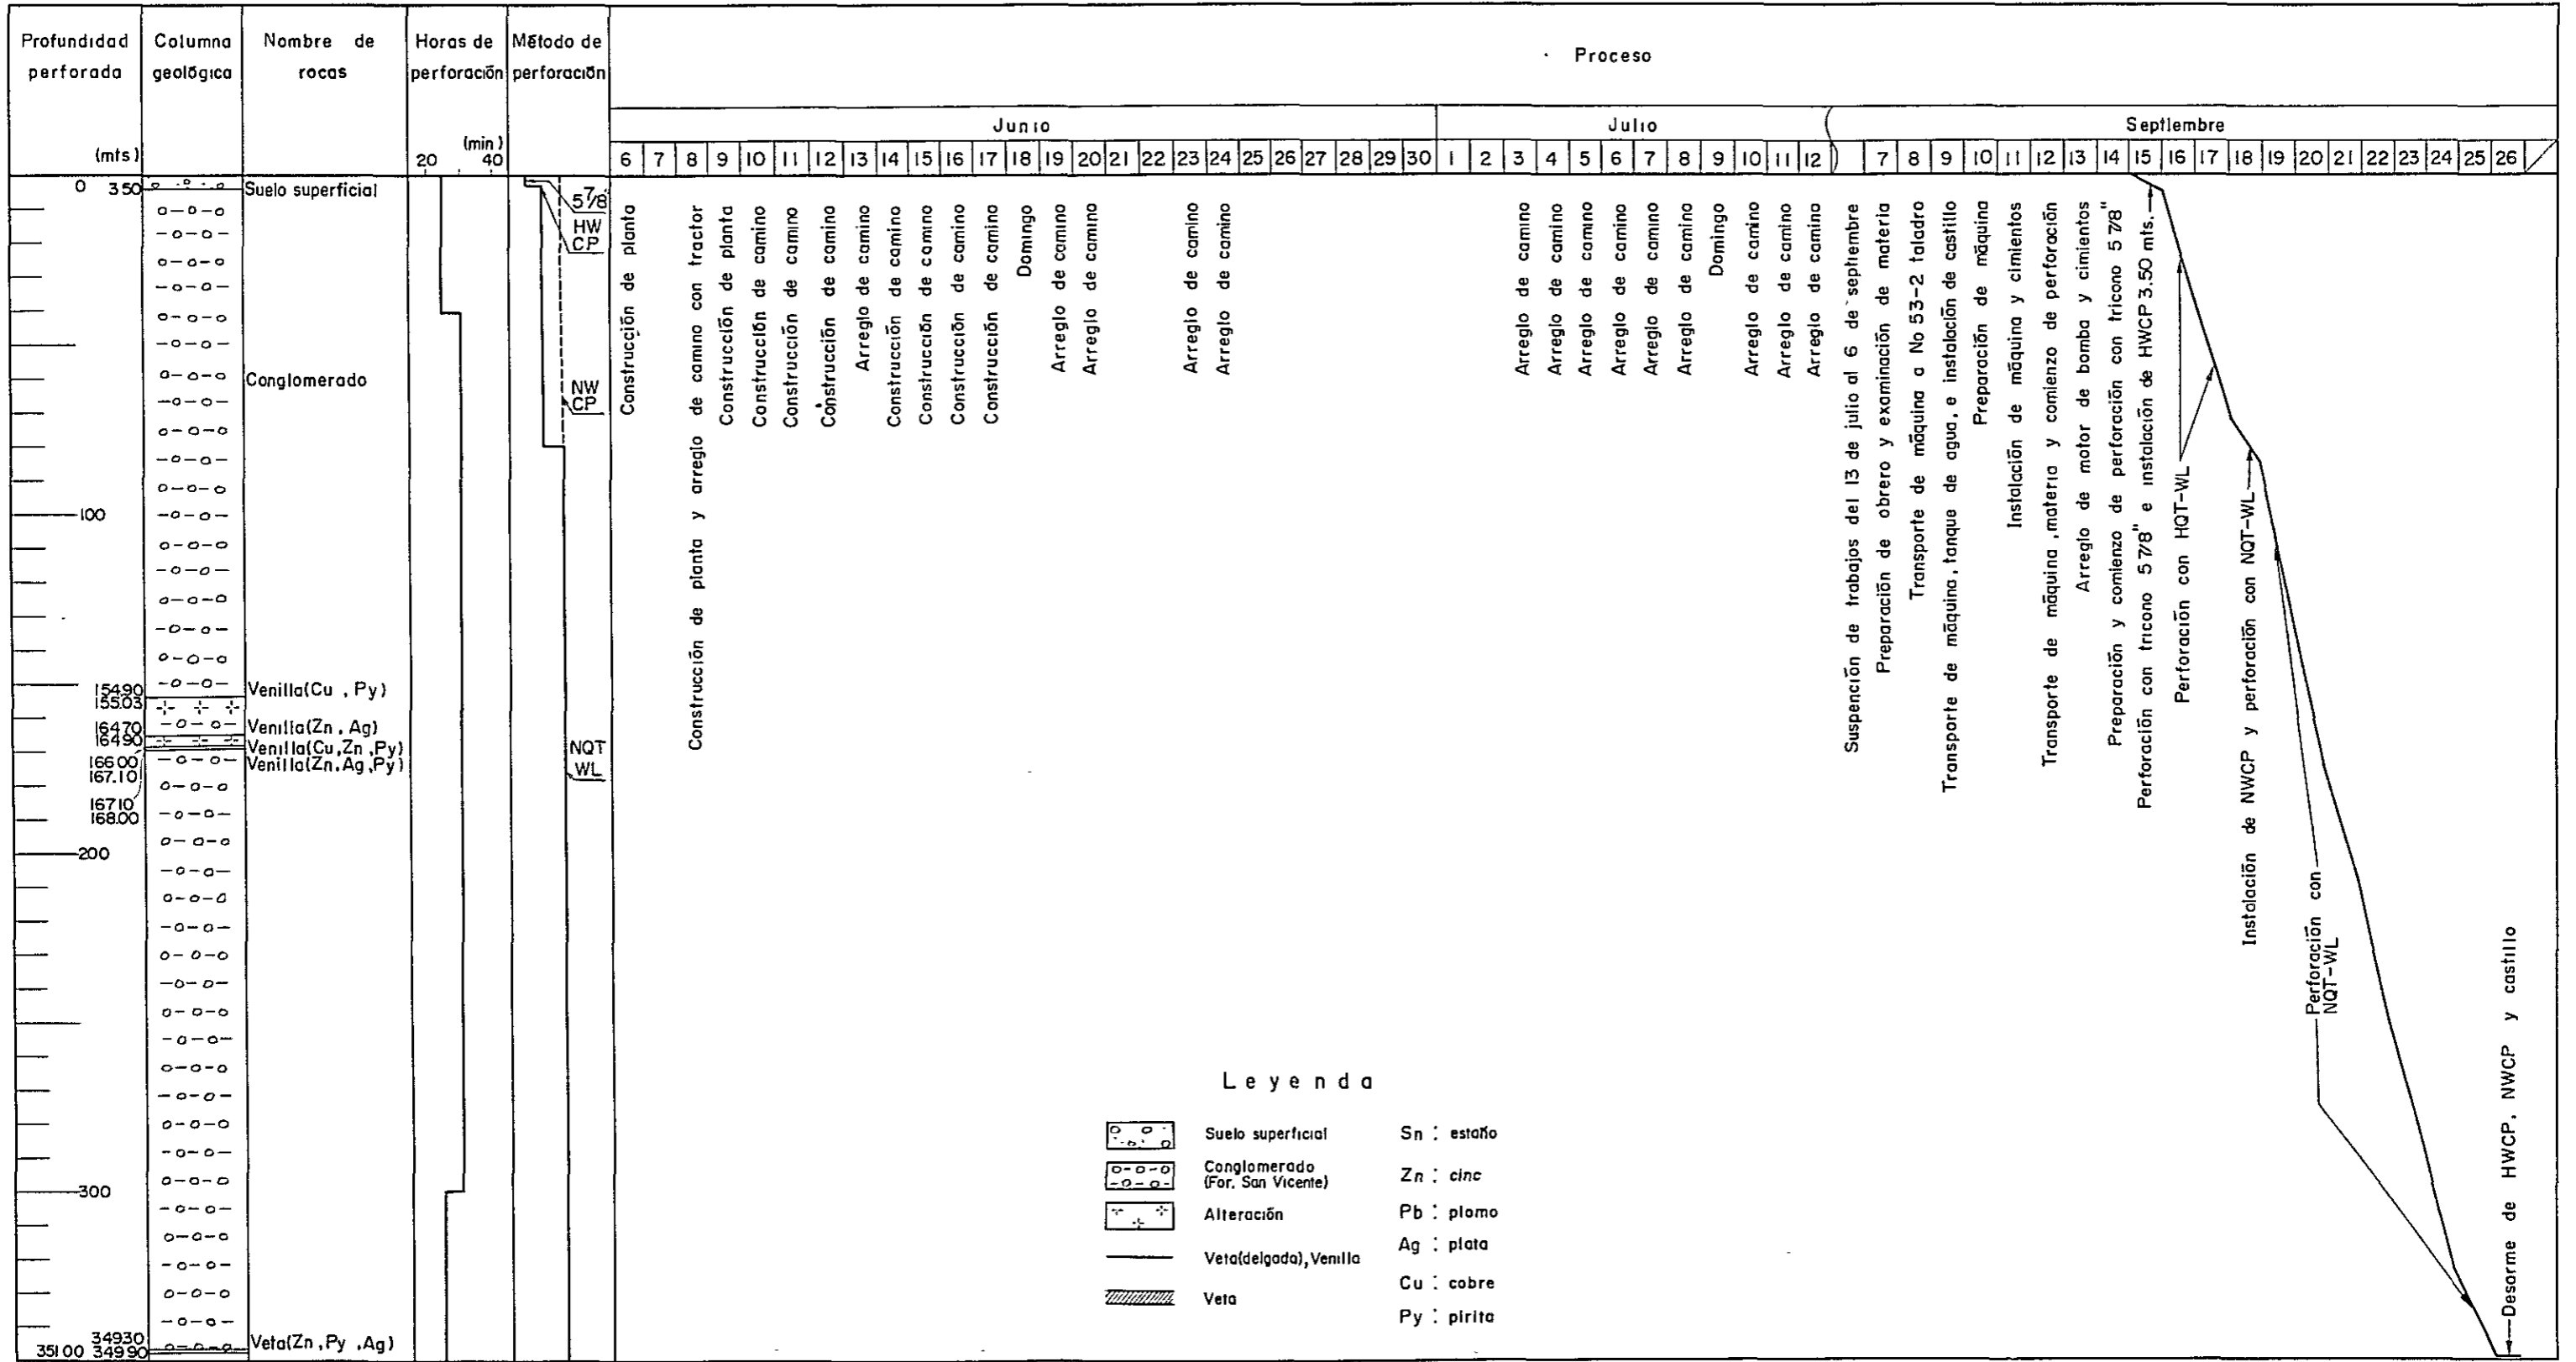 Profundidad perforada
(mts)
Columna geológica
Nombre de rocas
Horas de perforación
(min)
20 40
Método de perforación
Proceso
Junio
Julio
Septiembre
6 7 8 9 10 11 12 13 14 15 16 17 18 19 20 21 22 23 24 25 26 27 28 29 30
1 2 3 4 5 6 7 8 9 10 11 12
7 8 9 10 11 12 13 14 15 16 17 18 19 20 21 22 23 24 25 26
0 3.50
100
154.90
155.03
164.70
164.90
166.00
167.10
167.10
168.00
200
300
349.30
351.00 349.90
Suelo superficial
Conglomerado
Venilla(Cu , Py)
Venilla(Zn , Ag)
Venilla(Cu,Zn,Py)
Venilla(Zn.Ag,Py)
Veta(Zn, Py ,Ag)
5 7/8"
HW
CP
NW
CP
NQT
WL
Construcción de planta
Construcción de planta y arreglo de camino con tractor
Construcción de planta
Construcción de camino
Construcción de camino
Construcción de camino
Arreglo de camino
Construcción de camino
Construcción de camino
Construcción de camino
Construcción de camino
Domingo
Arreglo de camino
Arreglo de camino
Arreglo de camino
Arreglo de camino
Arreglo de camino
Arreglo de camino
Arreglo de camino
Arreglo de camino
Arreglo de camino
Arreglo de camino
Domingo
Arreglo de camino
Arreglo de camino
Arreglo de camino
Suspención de trabajos del 13 de julio al 6 de septiembre
Preparación de obrero y examinación de materia
Transporte de máquina a No 53-2 taladro
Transporte de máquina, tanque de agua, e instalación de castillo
Preparación de máquina
Instalación de máquina y cimientos
Transporte de máquina ,materia y comienzo de perforación
Arreglo de motor de bomba y cimientos
Preparación y comienzo de perforación con tricono 5 7/8"
Perforación con tricono 5 7/8" e instalación de HWCP 3.50 mts.
Perforación con HQT-WL
Instalación de NWCP y perforación con NQT-WL
Perforación con
NQT-WL
Desarme de HWCP, NWCP y castillo
Leyenda
Suelo superficial
Conglomerado
(For. San Vicente)
Alteración
Veta(delgada),Venilla
Veta
Sn : estaño
Zn : cinc
Pb : plomo
Ag : plata
Cu : cobre
Py : pirita